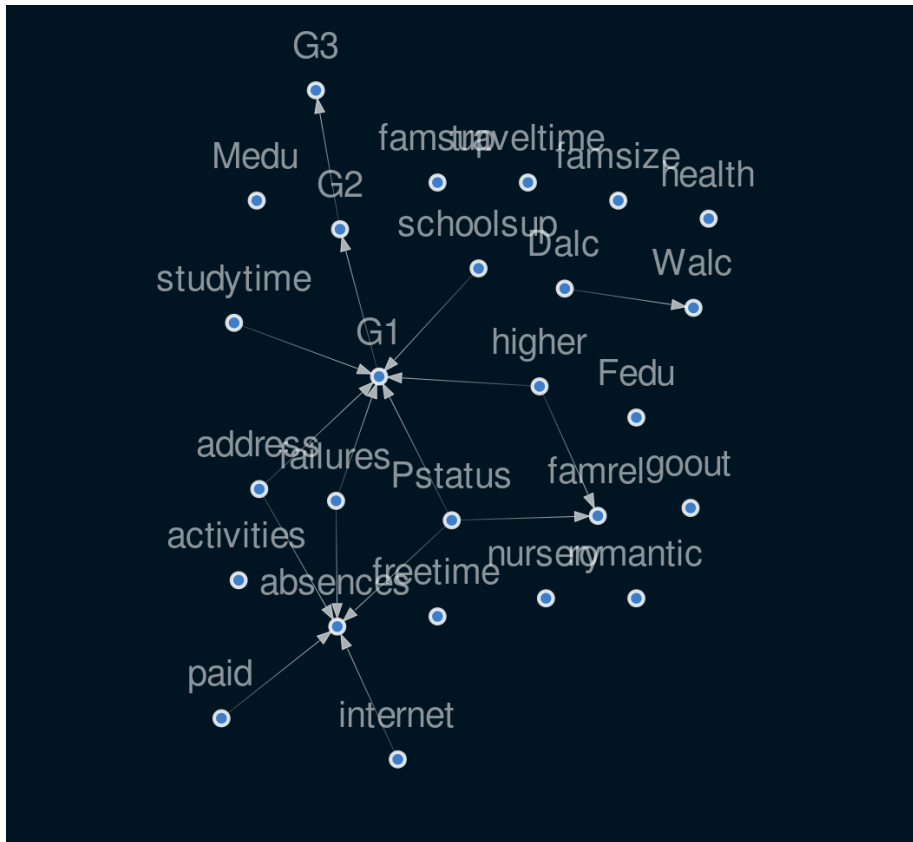 G3
famsup
traveltime
famsize
Medu
health
G2
schoolsup
Dalc
Walc
studytime
G1
higher
Fedu
address
failures
Pstatus
famrel
goout
activities
absences
freetime
nursery
romantic
paid
internet